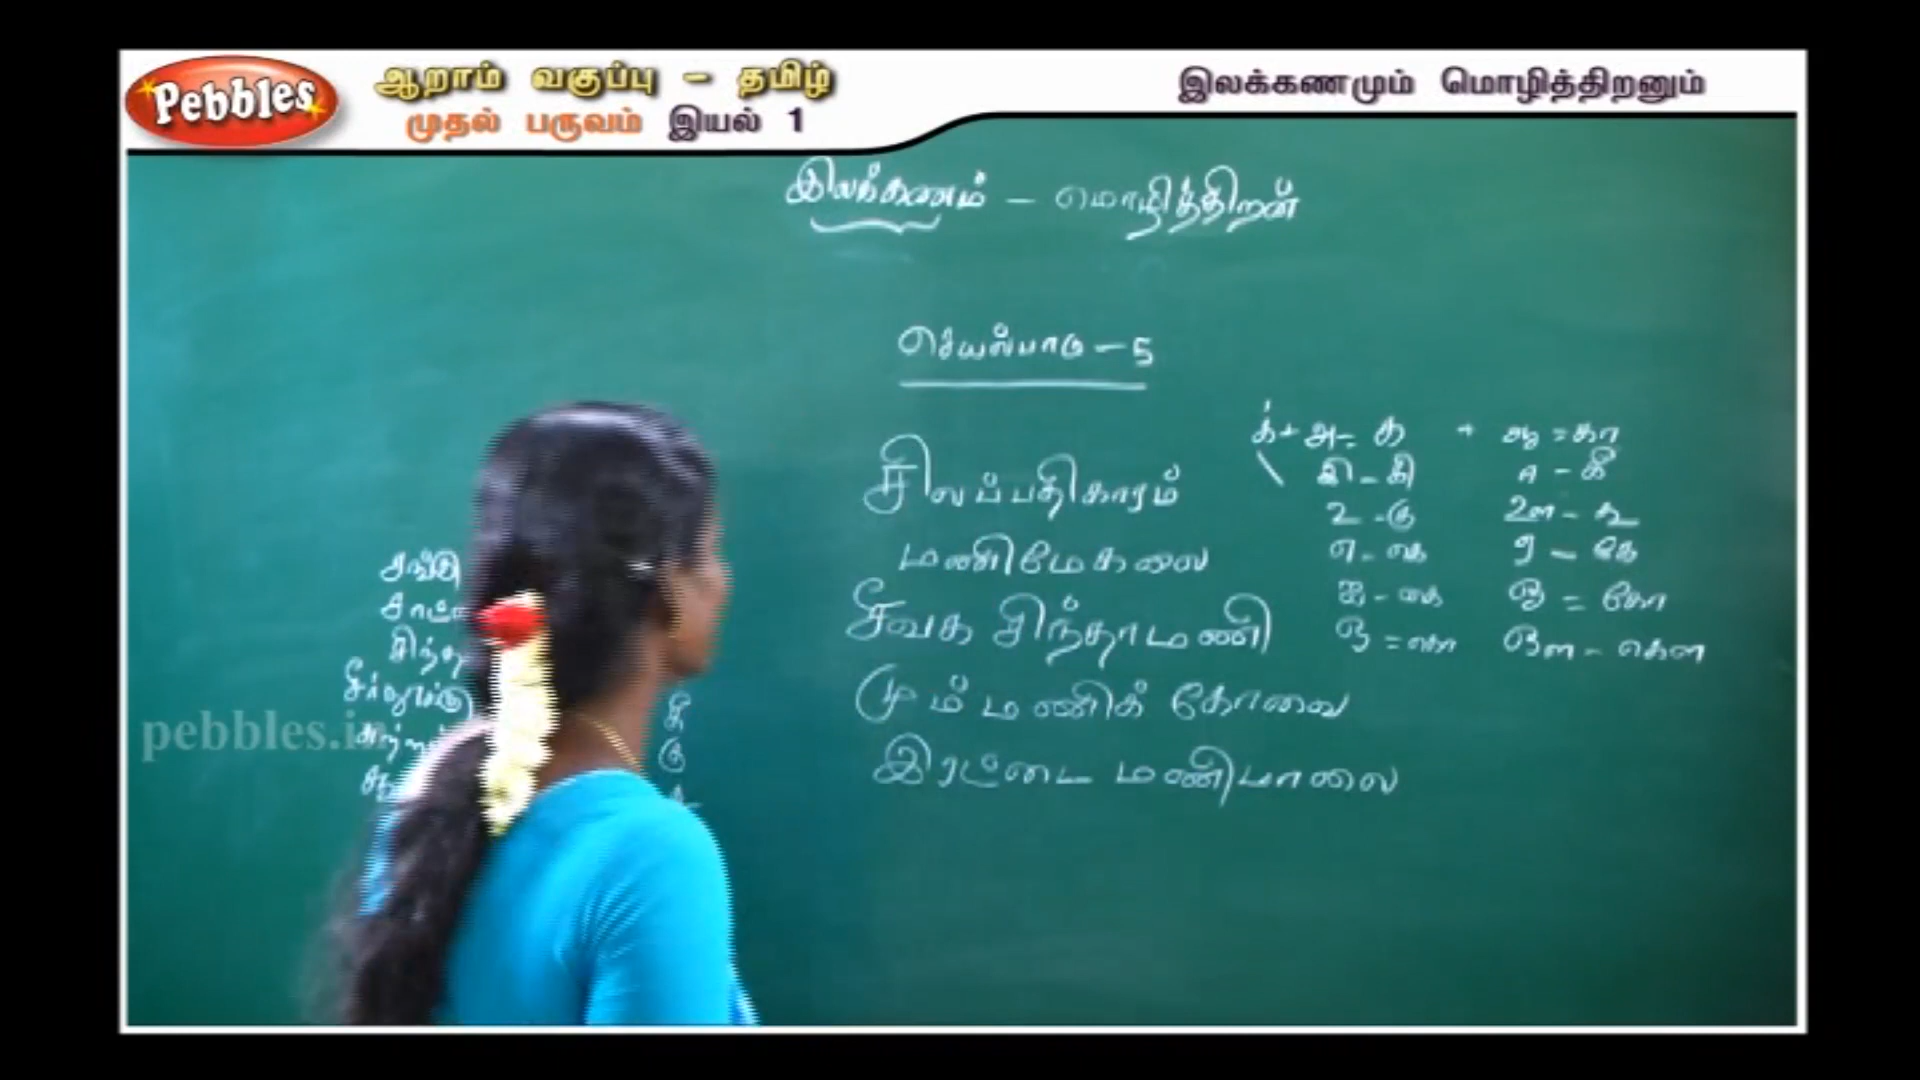 Pebbles
ஆறாம் வகுப்பு - தமிழ்
முதல் பருவம் இயல் 1
இலக்கணமும் மொழித்திறனும்
இலக்கணம் - மொழித்திறன்
செயல்பாடு - 5
சிலப்பதிகாரம்
மணிமேகலை
சீவக சிந்தாமணி
மும்மணிக் கோவை
இரட்டை மணிமாலை
க் + அ = க + ஆ = கா
இ - கி ஈ - கீ
உ - கு ஊ - கூ
எ - கெ ஏ - கே
ஐ - கை ஓ = கோ
ஒ = கொ ஔ - கௌ
கீ
கு
pebbles.in